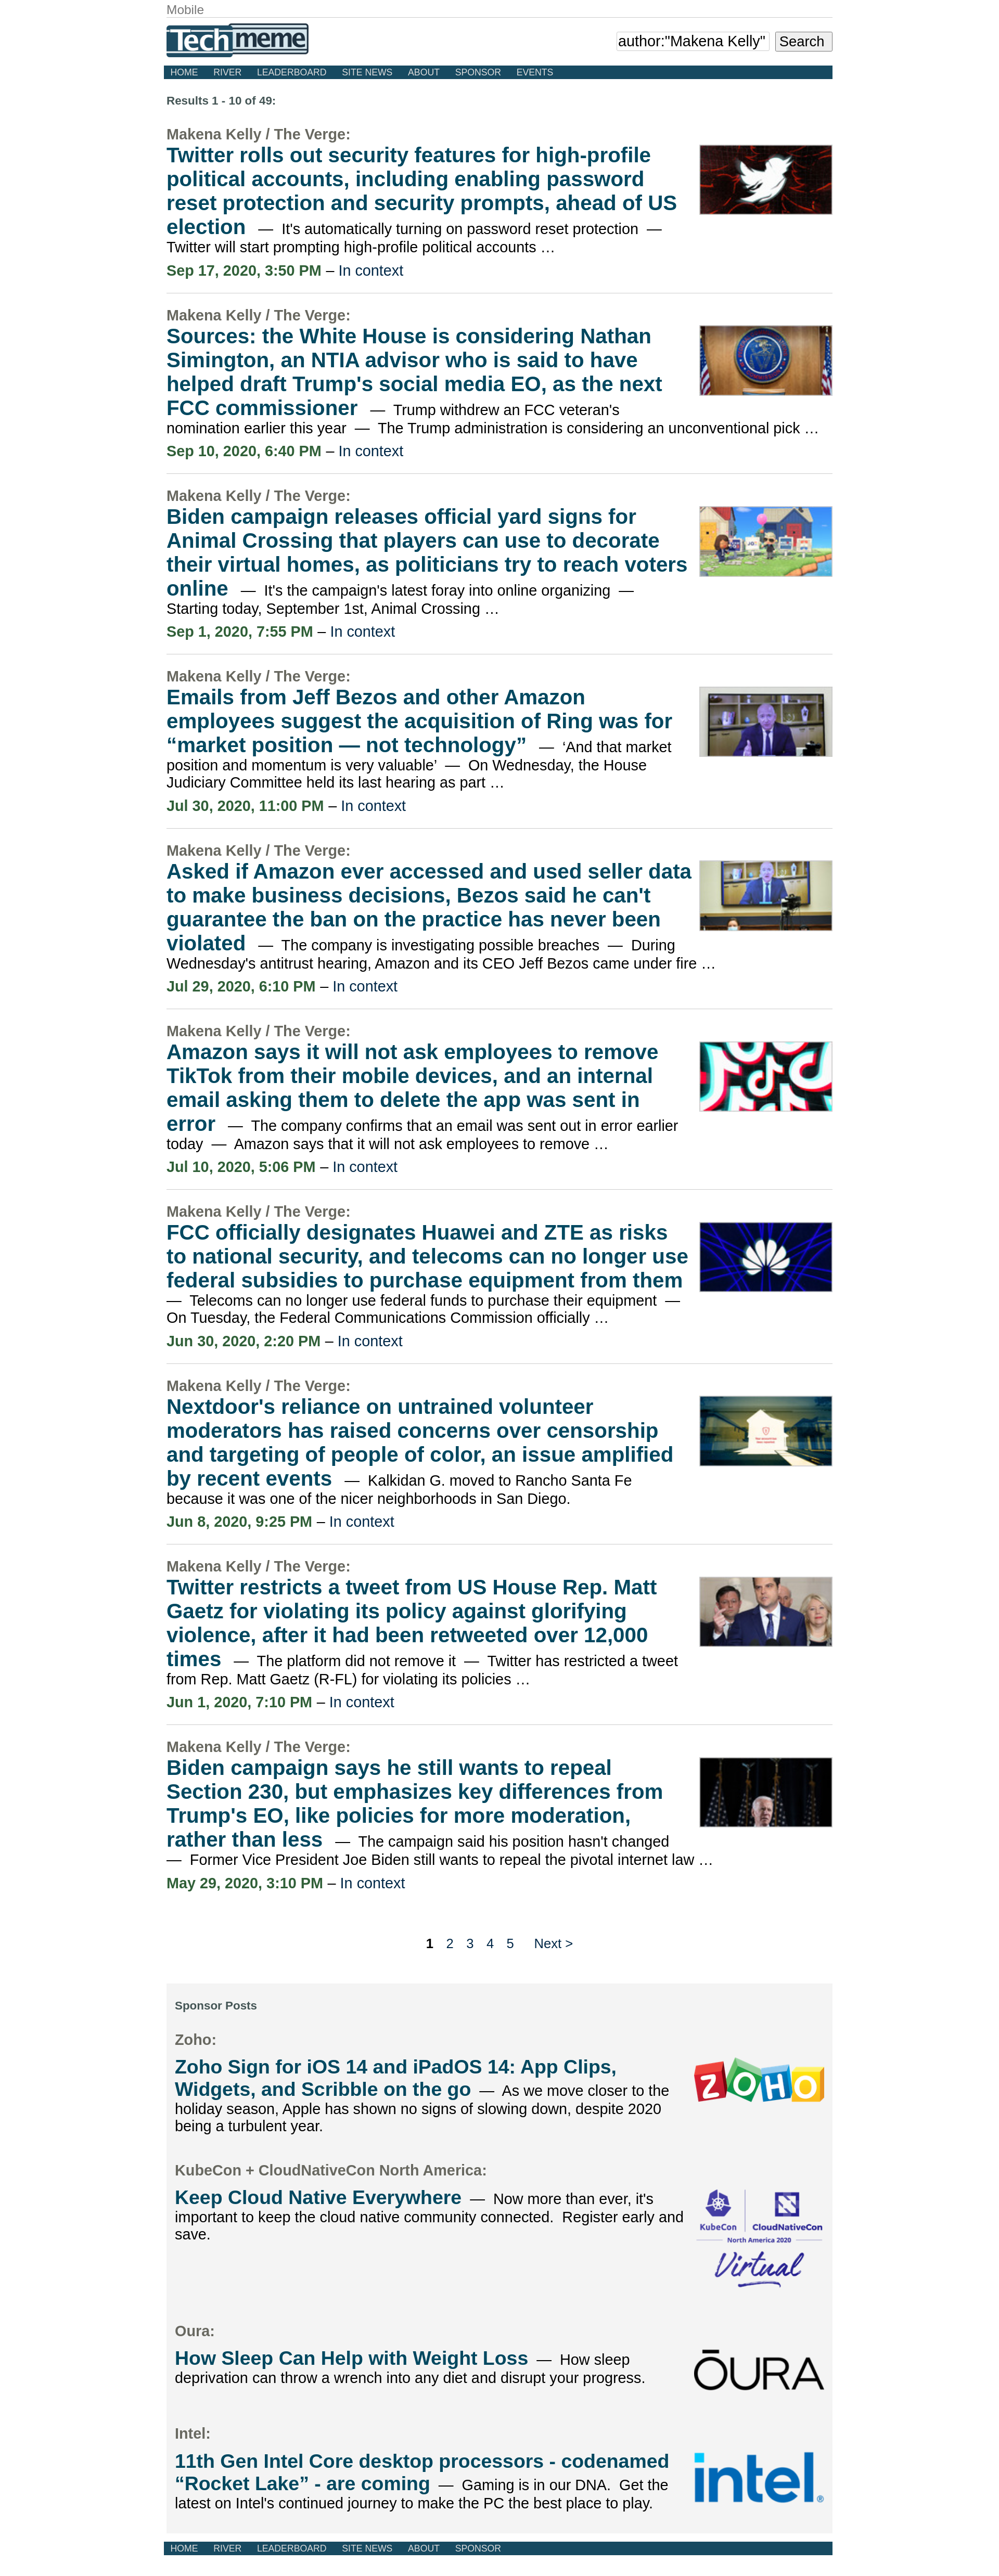 Mobile
Techmeme
author:"Makena Kelly"
Search
HOME RIVER LEADERBOARD SITE NEWS ABOUT SPONSOR EVENTS
Results 1 - 10 of 49:
Makena Kelly / The Verge:
Twitter rolls out security features for high-profile
political accounts, including enabling password
reset protection and security prompts, ahead of US
election — It's automatically turning on password reset protection —
Twitter will start prompting high-profile political accounts …
Sep 17, 2020, 3:50 PM – In context
Makena Kelly / The Verge:
Sources: the White House is considering Nathan
Simington, an NTIA advisor who is said to have
helped draft Trump's social media EO, as the next
FCC commissioner — Trump withdrew an FCC veteran's
nomination earlier this year — The Trump administration is considering an unconventional pick …
Sep 10, 2020, 6:40 PM – In context
Makena Kelly / The Verge:
Biden campaign releases official yard signs for
Animal Crossing that players can use to decorate
their virtual homes, as politicians try to reach voters
online — It's the campaign's latest foray into online organizing —
Starting today, September 1st, Animal Crossing …
Sep 1, 2020, 7:55 PM – In context
Makena Kelly / The Verge:
Emails from Jeff Bezos and other Amazon
employees suggest the acquisition of Ring was for
“market position — not technology” — ‘And that market
position and momentum is very valuable’ — On Wednesday, the House
Judiciary Committee held its last hearing as part …
Jul 30, 2020, 11:00 PM – In context
Makena Kelly / The Verge:
Asked if Amazon ever accessed and used seller data
to make business decisions, Bezos said he can't
guarantee the ban on the practice has never been
violated — The company is investigating possible breaches — During
Wednesday's antitrust hearing, Amazon and its CEO Jeff Bezos came under fire …
Jul 29, 2020, 6:10 PM – In context
Makena Kelly / The Verge:
Amazon says it will not ask employees to remove
TikTok from their mobile devices, and an internal
email asking them to delete the app was sent in
error — The company confirms that an email was sent out in error earlier
today — Amazon says that it will not ask employees to remove …
Jul 10, 2020, 5:06 PM – In context
Makena Kelly / The Verge:
FCC officially designates Huawei and ZTE as risks
to national security, and telecoms can no longer use
federal subsidies to purchase equipment from them
— Telecoms can no longer use federal funds to purchase their equipment —
On Tuesday, the Federal Communications Commission officially …
Jun 30, 2020, 2:20 PM – In context
Makena Kelly / The Verge:
Nextdoor's reliance on untrained volunteer
moderators has raised concerns over censorship
and targeting of people of color, an issue amplified
by recent events — Kalkidan G. moved to Rancho Santa Fe
because it was one of the nicer neighborhoods in San Diego.
Jun 8, 2020, 9:25 PM – In context
Makena Kelly / The Verge:
Twitter restricts a tweet from US House Rep. Matt
Gaetz for violating its policy against glorifying
violence, after it had been retweeted over 12,000
times — The platform did not remove it — Twitter has restricted a tweet
from Rep. Matt Gaetz (R-FL) for violating its policies …
Jun 1, 2020, 7:10 PM – In context
Makena Kelly / The Verge:
Biden campaign says he still wants to repeal
Section 230, but emphasizes key differences from
Trump's EO, like policies for more moderation,
rather than less — The campaign said his position hasn't changed
— Former Vice President Joe Biden still wants to repeal the pivotal internet law …
May 29, 2020, 3:10 PM – In context
1 2 3 4 5 Next >
Sponsor Posts
Zoho:
Zoho Sign for iOS 14 and iPadOS 14: App Clips,
Widgets, and Scribble on the go — As we move closer to the
holiday season, Apple has shown no signs of slowing down, despite 2020
being a turbulent year.
ZOHO
KubeCon + CloudNativeCon North America:
Keep Cloud Native Everywhere — Now more than ever, it's
important to keep the cloud native community connected. Register early and
save.
KubeCon CloudNativeCon
North America 2020
Virtual
Oura:
How Sleep Can Help with Weight Loss — How sleep
deprivation can throw a wrench into any diet and disrupt your progress.
ŌURA
Intel:
11th Gen Intel Core desktop processors - codenamed
“Rocket Lake” - are coming — Gaming is in our DNA. Get the
latest on Intel's continued journey to make the PC the best place to play.
intel®
HOME RIVER LEADERBOARD SITE NEWS ABOUT SPONSOR